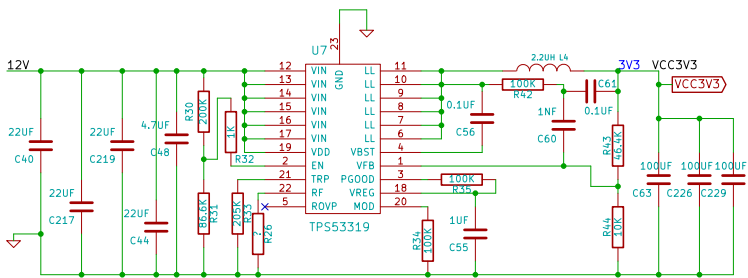 23
U7
GND
2.2UH L4
12V
3V3
VCC3V3
VCC3V3
12 VIN LL 11
13 VIN LL 10
14 VIN LL 9
15 VIN LL 8
16 VIN LL 7
17 VIN LL 6
19 VDD VBST 4
2 EN VFB 1
21 TRP PGOOD 3
22 RF VREG 18
5 ROVP MODE 20
TPS53319
22UF
C40
22UF
C217
22UF
C219
22UF
C44
4.7UF
C48
R30
200K
1K
R32
86.6K
R31
205K
R33
?
R26
100K
R42
0.1UF
C56
1NF
C60
C61
0.1UF
R43
46.4K
100K
R35
1UF
C55
R34
100K
R44
10K
100UF
C63
100UF
C226
100UF
C229